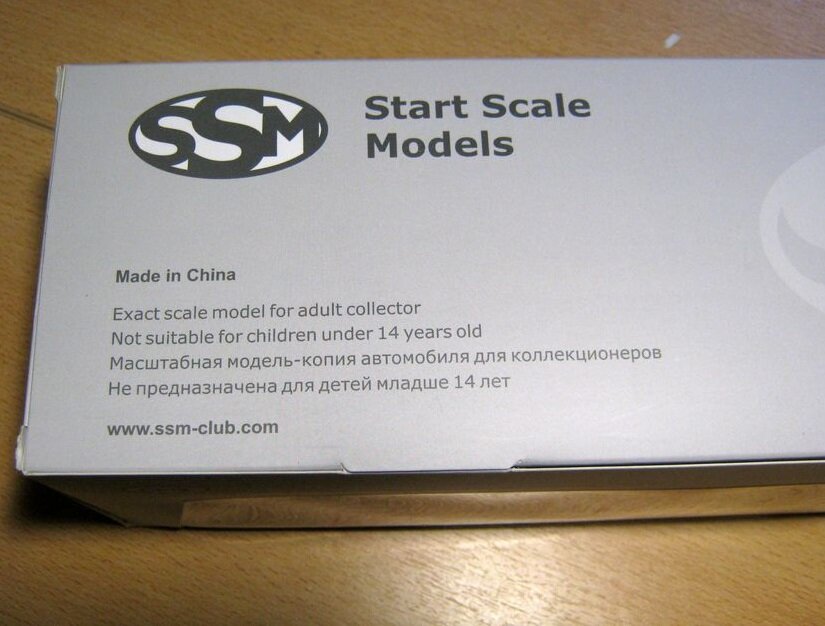 SSM
Start Scale
Models
Made in China
Exact scale model for adult collector
Not suitable for children under 14 years old
Масштабная модель-копия автомобиля для коллекционеров
Не предназначена для детей младше 14 лет
www.ssm-club.com